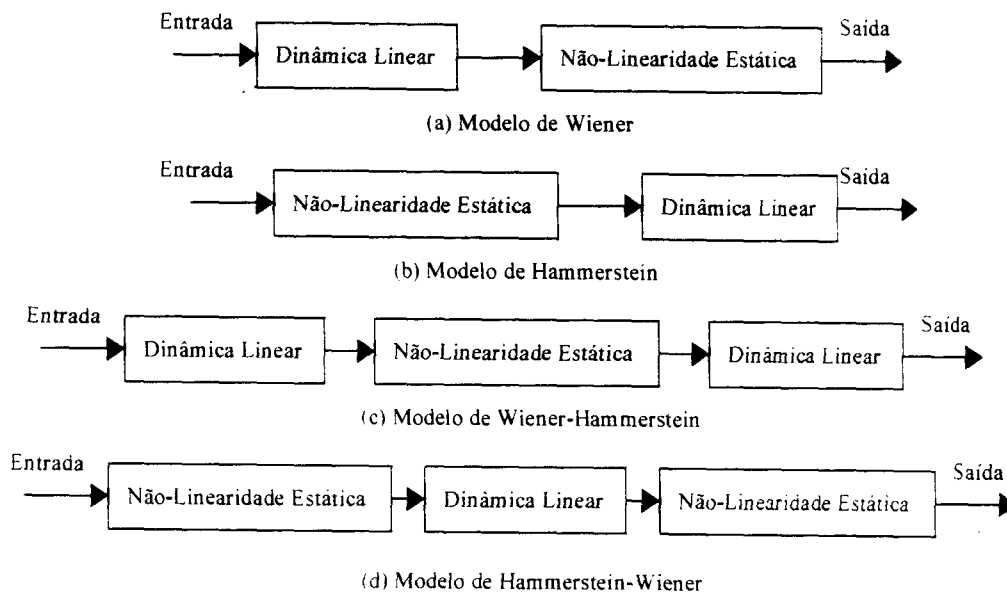 Entrada
Dinâmica Linear
Não-Linearidade Estática
Saída
(a) Modelo de Wiener
Entrada
Não-Linearidade Estática
Dinâmica Linear
Saída
(b) Modelo de Hammerstein
Entrada
Dinâmica Linear
Não-Linearidade Estática
Dinâmica Linear
Saída
(c) Modelo de Wiener-Hammerstein
Entrada
Não-Linearidade Estática
Dinâmica Linear
Não-Linearidade Estática
Saída
(d) Modelo de Hammerstein-Wiener